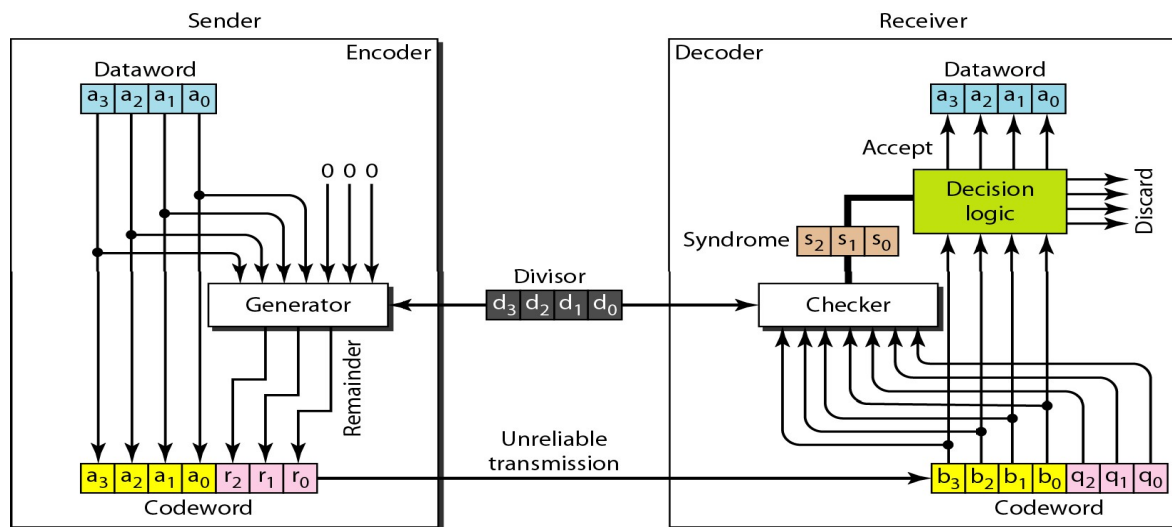 Sender
Receiver
Encoder
Decoder
Dataword
a3 a2 a1 a0
0 0 0
Generator
Remainder
a3 a2 a1 a0 r2 r1 r0
Codeword
Divisor
d3 d2 d1 d0
Unreliable
transmission
Dataword
a3 a2 a1 a0
Accept
Decision
logic
Discard
Syndrome
s2 s1 s0
Checker
b3 b2 b1 b0 q2 q1 q0
Codeword